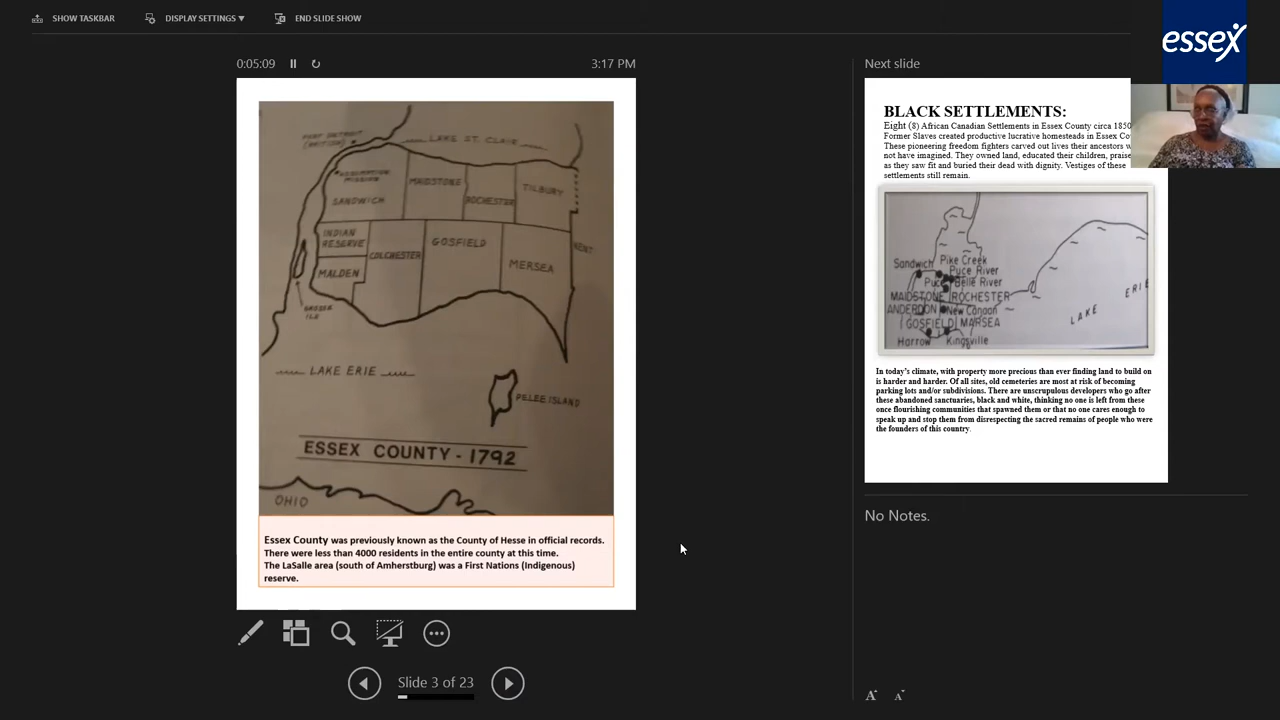 SHOW TASKBAR
DISPLAY SETTINGS ▼
END SLIDE SHOW
essex
0:05:09
3:17 PM
Next slide
FORT DETROIT
(BRITISH)
LAKE ST. CLAIR
ASSUMPTION
MISSION
SANDWICH
MAIDSTONE
ROCHESTER
TILBURY
INDIAN
RESERVE
COLCHESTER
GOSFIELD
MERSEA
KENT
MALDEN
GROSSE
ILE
LAKE ERIE
PELEE ISLAND
ESSEX COUNTY - 1792
OHIO
Essex County was previously known as the County of Hesse in official records.
There were less than 4000 residents in the entire county at this time.
The LaSalle area (south of Amherstburg) was a First Nations (Indigenous)
reserve.
Slide 3 of 23
BLACK SETTLEMENTS:
Eight (8) African Canadian Settlements in Essex County circa 1850
Former Slaves created productive lucrative homesteads in Essex Co
These pioneering freedom fighters carved out lives their ancestors
not have imagined. They owned land, educated their children, praise
as they saw fit and buried their dead with dignity. Vestiges of these
settlements still remain.
Sandwich
Pike Creek
Puce River
Puce
Belle River
MAIDSTONE
ROCHESTER
ANDERDON
New Canaan
GOSFIELD
MARSEA
Harrow
Kingsville
LAKE ERIE
In today's climate, with property more precious than ever finding land to build on
is harder and harder. Of all sites, old cemeteries are most at risk of becoming
parking lots and/or subdivisions. There are unscrupulous developers who go after
these abandoned sanctuaries, black and white, thinking no one is left from these
once flourishing communities that spawned them or that no one cares enough to
speak up and stop them from disrespecting the sacred remains of people who were
the founders of this country.
No Notes.
A A